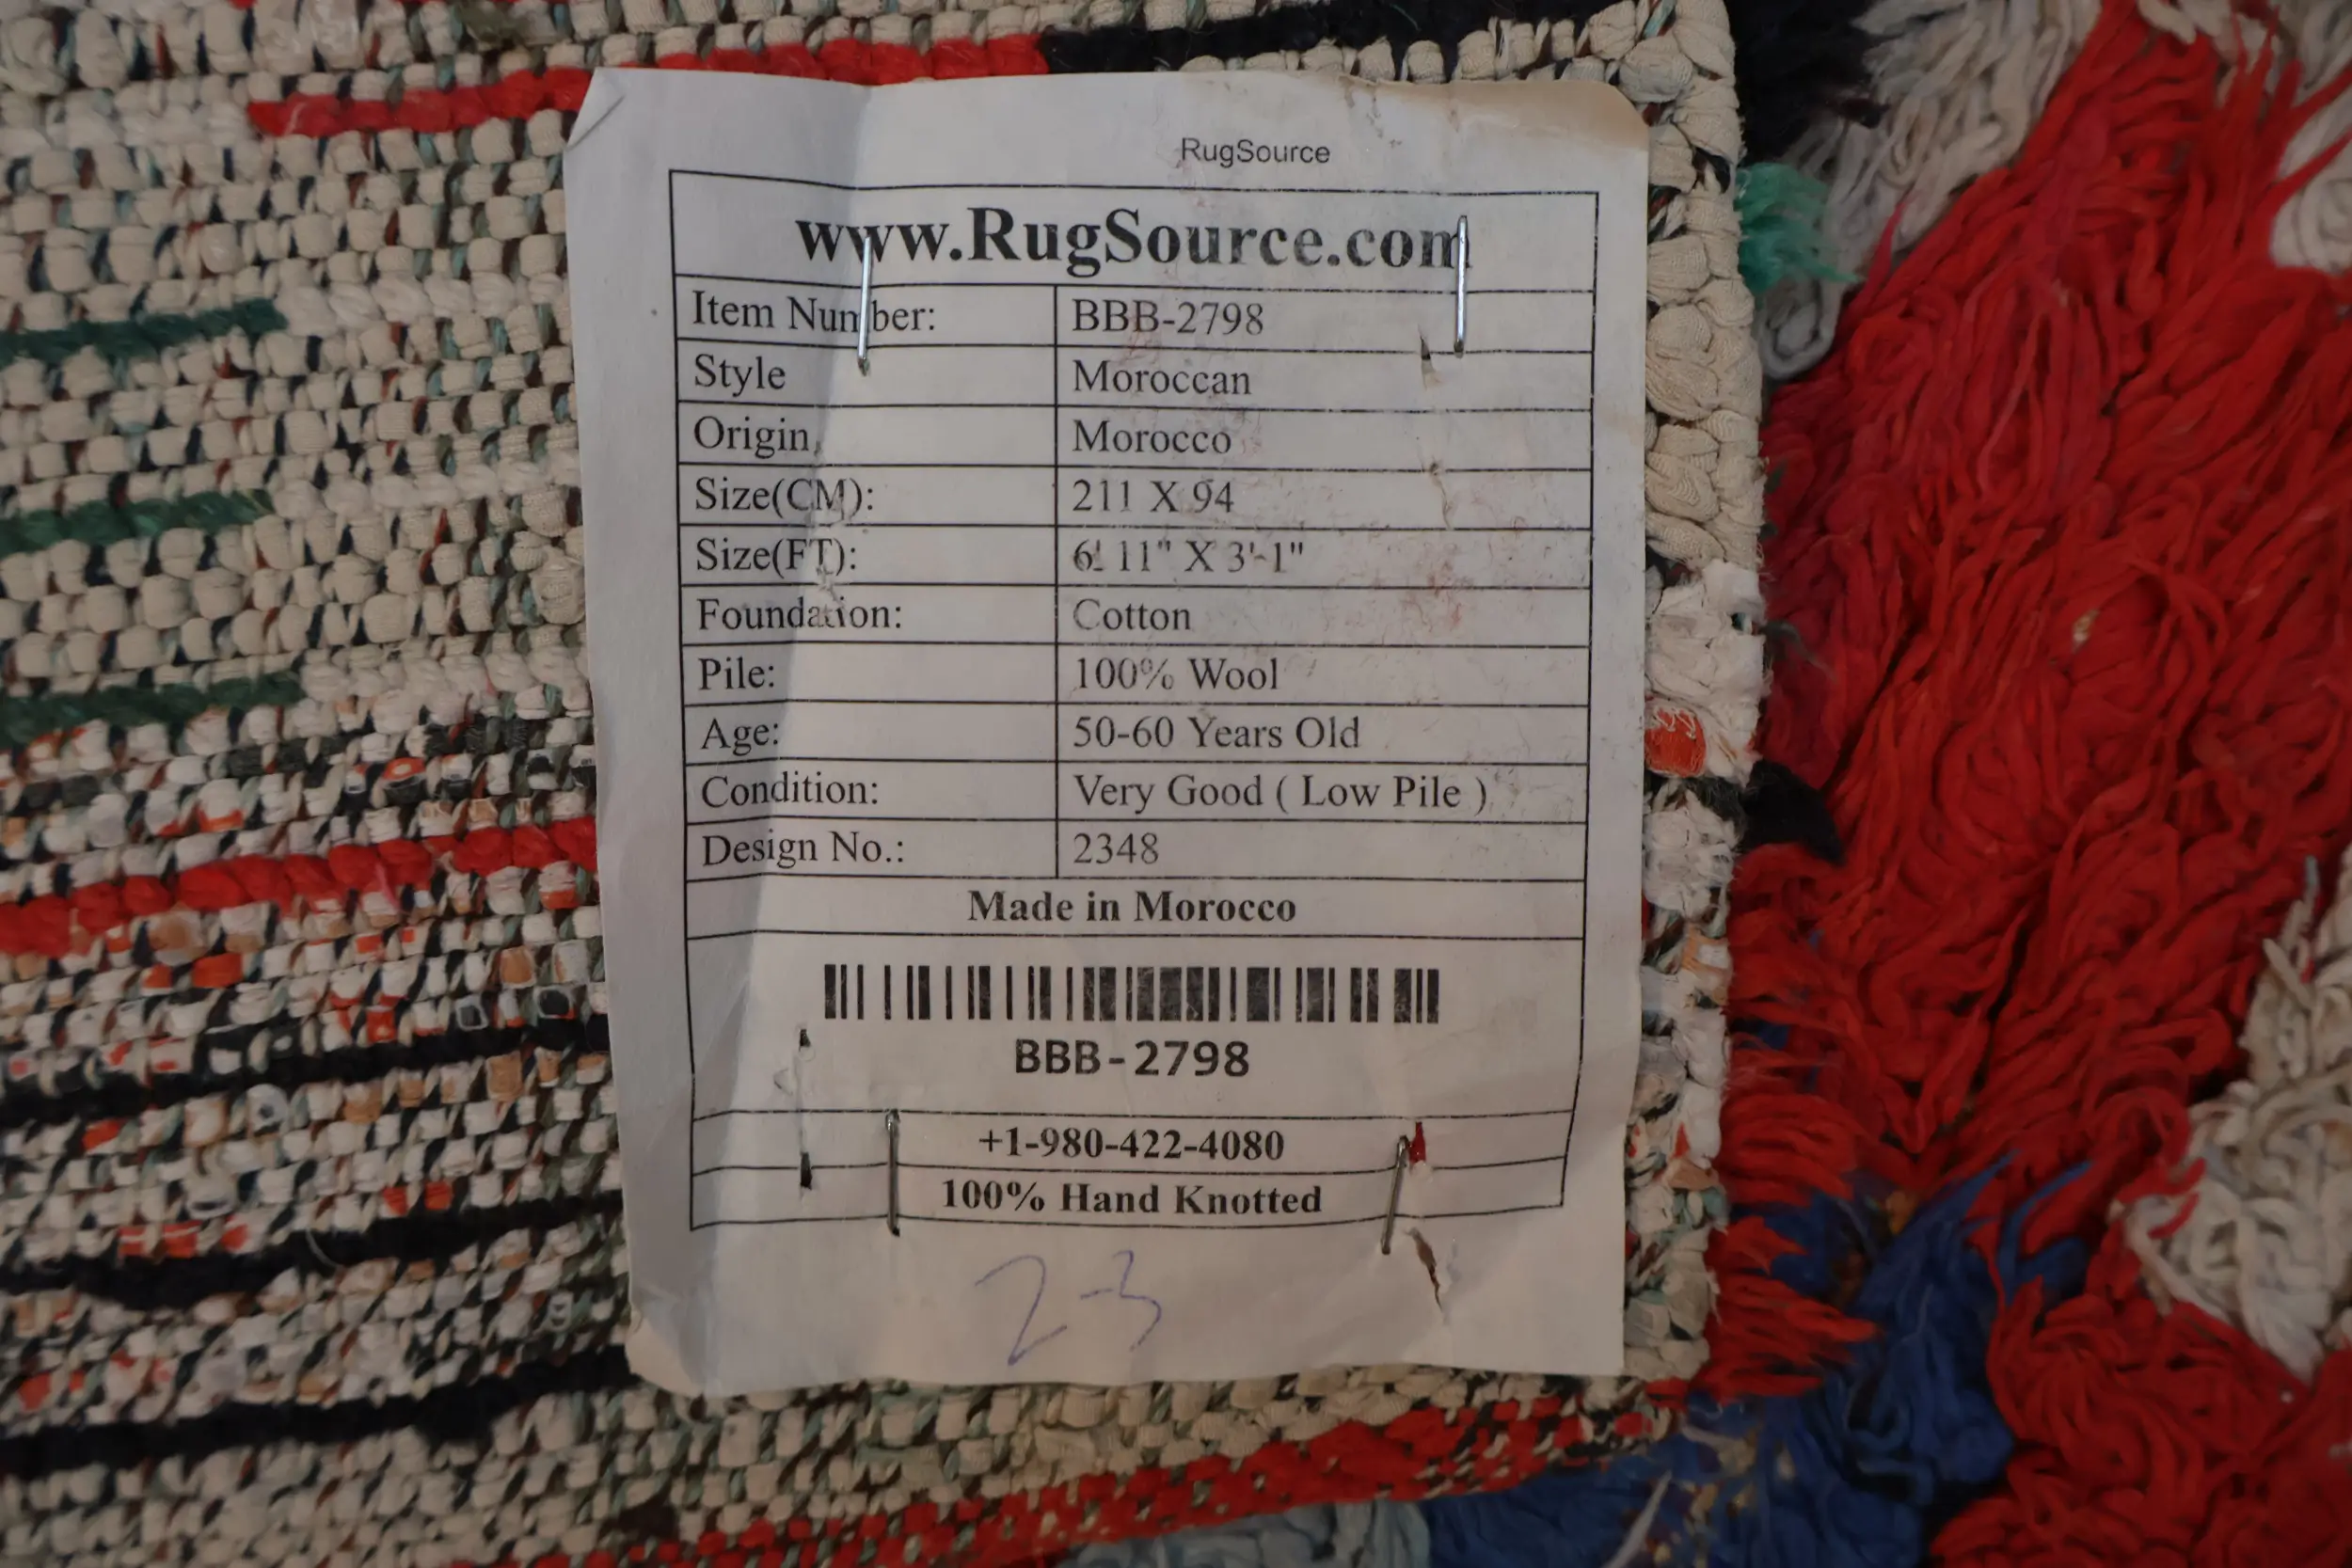 RugSource
www.RugSource.com
Item Number: BBB-2798
Style Moroccan
Origin Morocco
Size(CM): 211 X 94
Size(FT): 6' 11" X 3'-1"
Foundation: Cotton
Pile: 100% Wool
Age: 50-60 Years Old
Condition: Very Good ( Low Pile )
Design No.: 2348
Made in Morocco
BBB-2798
+1-980-422-4080
100% Hand Knotted
2-3